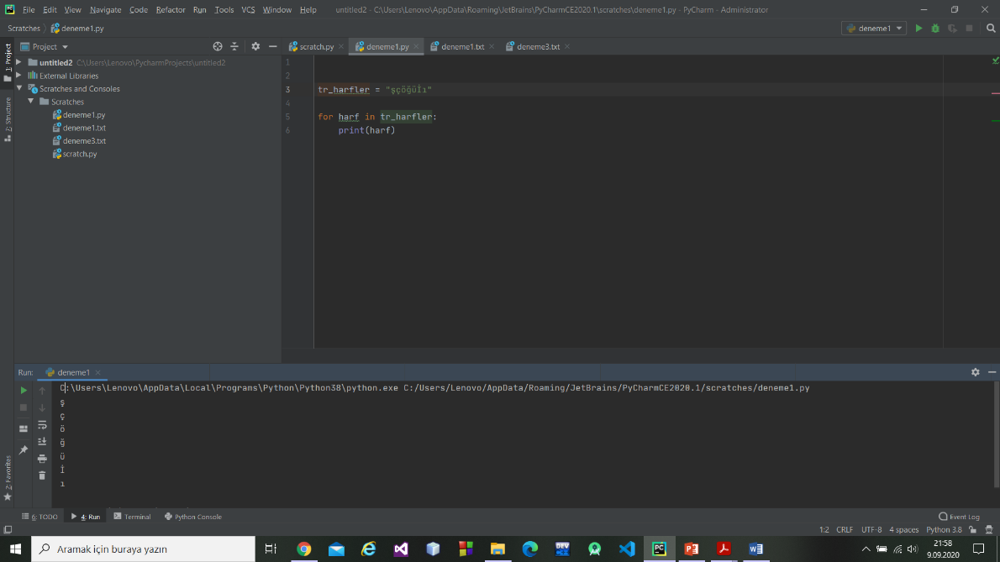 File Edit View Navigate Code Refactor Run Tools VCS Window Help untitled2 - C:\Users\Lenovo\AppData\Roaming\JetBrains\PyCharmCE2020.1\scratches\deneme1.py - PyCharm - Administrator
Scratches deneme1.py deneme1
Project scratch.py deneme1.py deneme1.txt deneme3.txt
1: Project
untitled2 C:\Users\Lenovo\PycharmProjects\untitled2
External Libraries
Scratches and Consoles
Scratches
deneme1.py
deneme1.txt
deneme3.txt
scratch.py
7: Structure
1
2
3 tr_harfler = "şçöğüİı"
4
5 for harf in tr_harfler:
6 print(harf)
Run: deneme1
C:\Users\Lenovo\AppData\Local\Programs\Python\Python38\python.exe C:/Users/Lenovo/AppData/Roaming/JetBrains/PyCharmCE2020.1/scratches/deneme1.py
ş
ç
ö
ğ
ü
İ
ı
2: Favorites
6: TODO 4: Run Terminal Python Console Event Log
1:2 CRLF UTF-8 4 spaces Python 3.8
Aramak için buraya yazın
21:58
9.09.2020